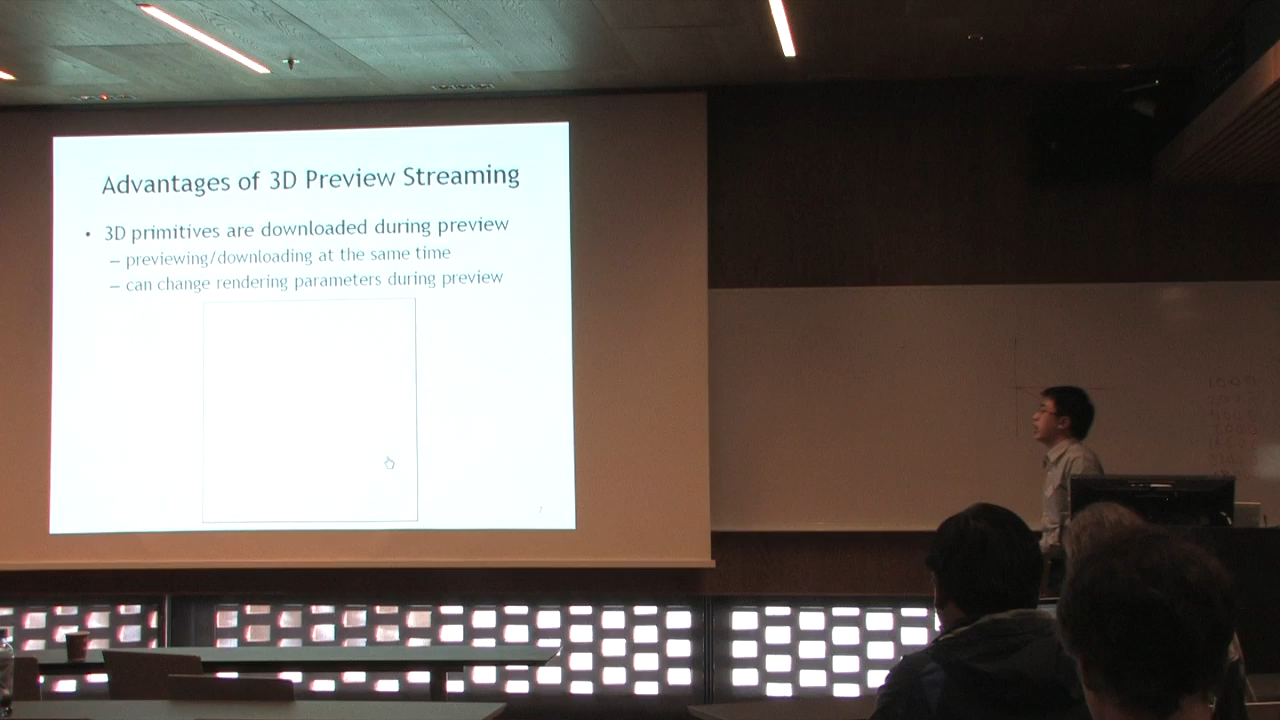 Advantages of 3D Preview Streaming
• 3D primitives are downloaded during preview
– previewing/downloading at the same time
– can change rendering parameters during preview
7